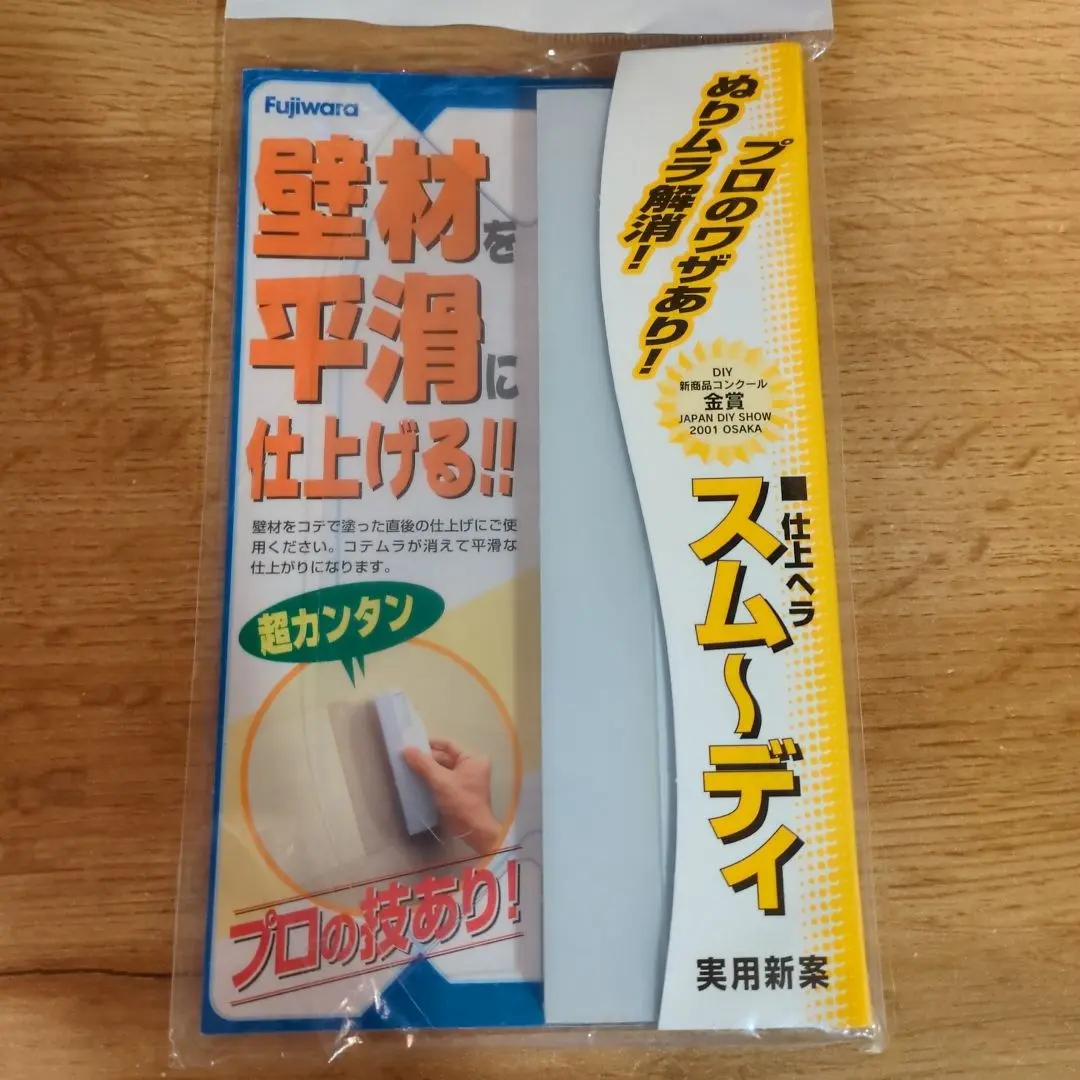 Fujiwara
壁材を
平滑に
仕上げる!!
壁材をコテで塗った直後の仕上げにご使
用ください。コテムラが消えて平滑な
仕上がりになります。
超カンタン
プロの技あり!
プロのワザあり!
ぬりムラ解消!
DIY
新商品コンクール
金賞
JAPAN DIY SHOW
2001 OSAKA
■仕上ヘラ
スム〜ディ
実用新案